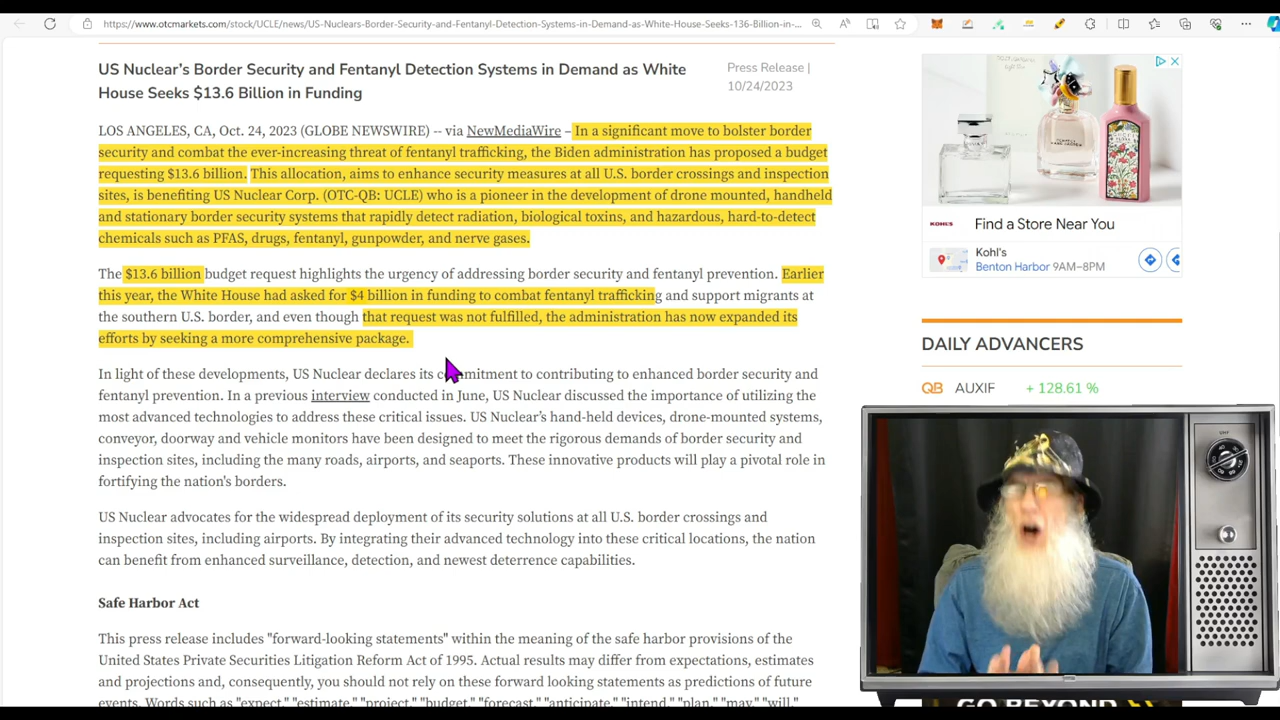 https://www.otcmarkets.com/stock/UCLE/news/US-Nuclears-Border-Security-and-Fentanyl-Detection-Systems-in-Demand-as-White-House-Seeks-136-Billion-in-...
US Nuclear’s Border Security and Fentanyl Detection Systems in Demand as White
House Seeks $13.6 Billion in Funding
Press Release |
10/24/2023
LOS ANGELES, CA, Oct. 24, 2023 (GLOBE NEWSWIRE) -- via NewMediaWire – In a significant move to bolster border
security and combat the ever-increasing threat of fentanyl trafficking, the Biden administration has proposed a budget
requesting $13.6 billion. This allocation, aims to enhance security measures at all U.S. border crossings and inspection
sites, is benefiting US Nuclear Corp. (OTC-QB: UCLE) who is a pioneer in the development of drone mounted, handheld
and stationary border security systems that rapidly detect radiation, biological toxins, and hazardous, hard-to-detect
chemicals such as PFAS, drugs, fentanyl, gunpowder, and nerve gases.
The $13.6 billion budget request highlights the urgency of addressing border security and fentanyl prevention. Earlier
this year, the White House had asked for $4 billion in funding to combat fentanyl trafficking and support migrants at
the southern U.S. border, and even though that request was not fulfilled, the administration has now expanded its
efforts by seeking a more comprehensive package.
In light of these developments, US Nuclear declares its commitment to contributing to enhanced border security and
fentanyl prevention. In a previous interview conducted in June, US Nuclear discussed the importance of utilizing the
most advanced technologies to address these critical issues. US Nuclear’s hand-held devices, drone-mounted systems,
conveyor, doorway and vehicle monitors have been designed to meet the rigorous demands of border security and
inspection sites, including the many roads, airports, and seaports. These innovative products will play a pivotal role in
fortifying the nation's borders.
US Nuclear advocates for the widespread deployment of its security solutions at all U.S. border crossings and
inspection sites, including airports. By integrating their advanced technology into these critical locations, the nation
can benefit from enhanced surveillance, detection, and newest deterrence capabilities.
Safe Harbor Act
This press release includes "forward-looking statements" within the meaning of the safe harbor provisions of the
United States Private Securities Litigation Reform Act of 1995. Actual results may differ from expectations, estimates
and projections and, consequently, you should not rely on these forward looking statements as predictions of future
events. Words such as "expect," "estimate," "project," "budget," "forecast," "anticipate," "intend," "plan," "may," "will,"
KOHL'S
Find a Store Near You
Kohl's
Benton Harbor 9AM–8PM
DAILY ADVANCERS
QB AUXIF + 128.61 %
UHF
GO BEYOND